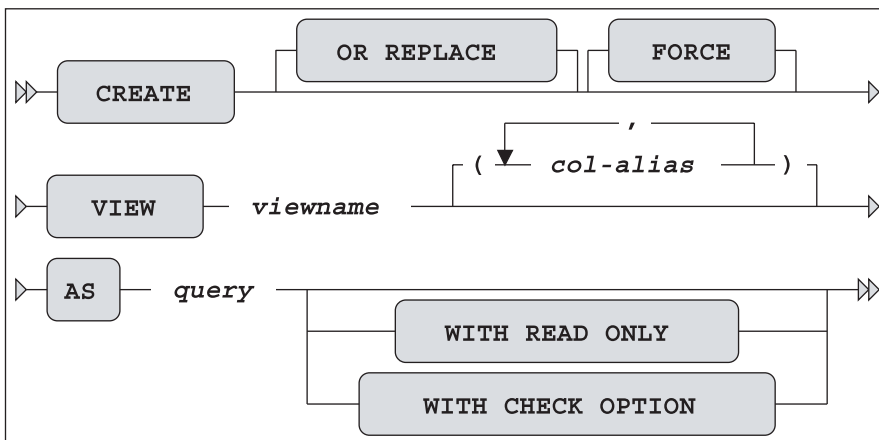 OR REPLACE FORCE
CREATE
,
( col-alias )
VIEW viewname
AS query
WITH READ ONLY
WITH CHECK OPTION